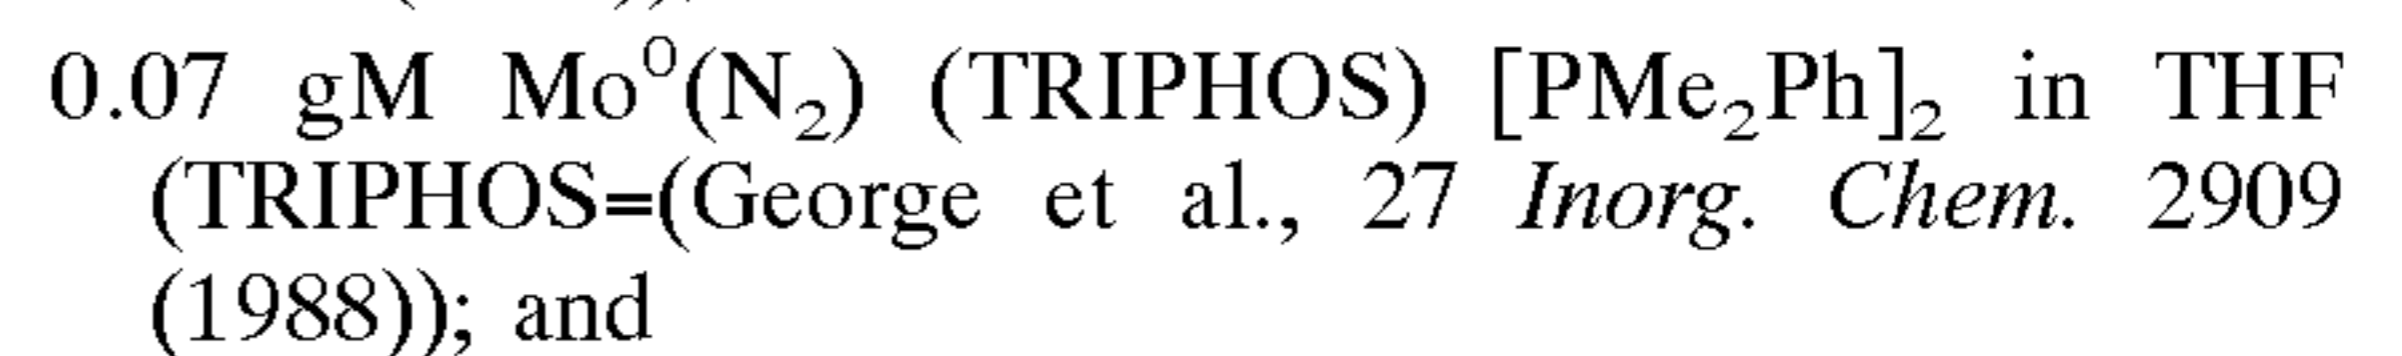 0.07 gM Mo⁰(N₂) (TRIPHOS) [PMe₂Ph]₂ in THF
(TRIPHOS=(George et al., 27 Inorg. Chem. 2909
(1988)); and